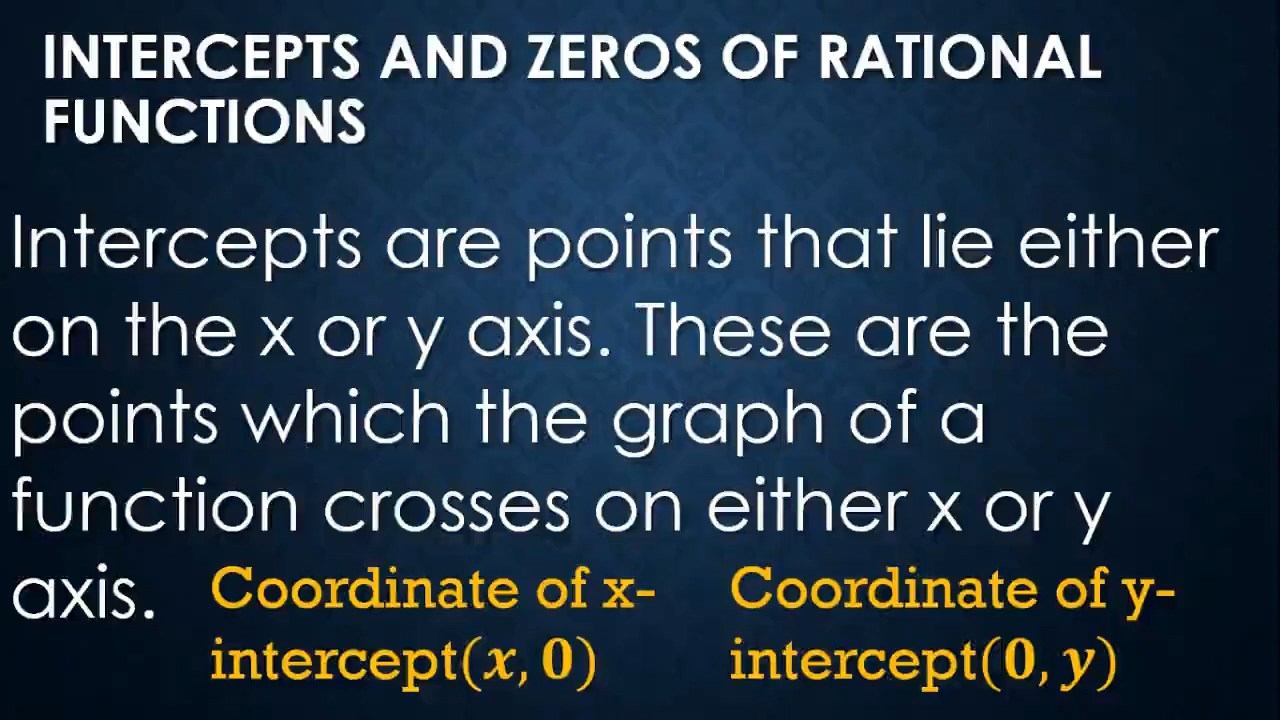 INTERCEPTS AND ZEROS OF RATIONAL
FUNCTIONS
Intercepts are points that lie either
on the x or y axis. These are the
points which the graph of a
function crosses on either x or y
axis.
Coordinate of x-
intercept(x, 0)
Coordinate of y-
intercept(0, y)